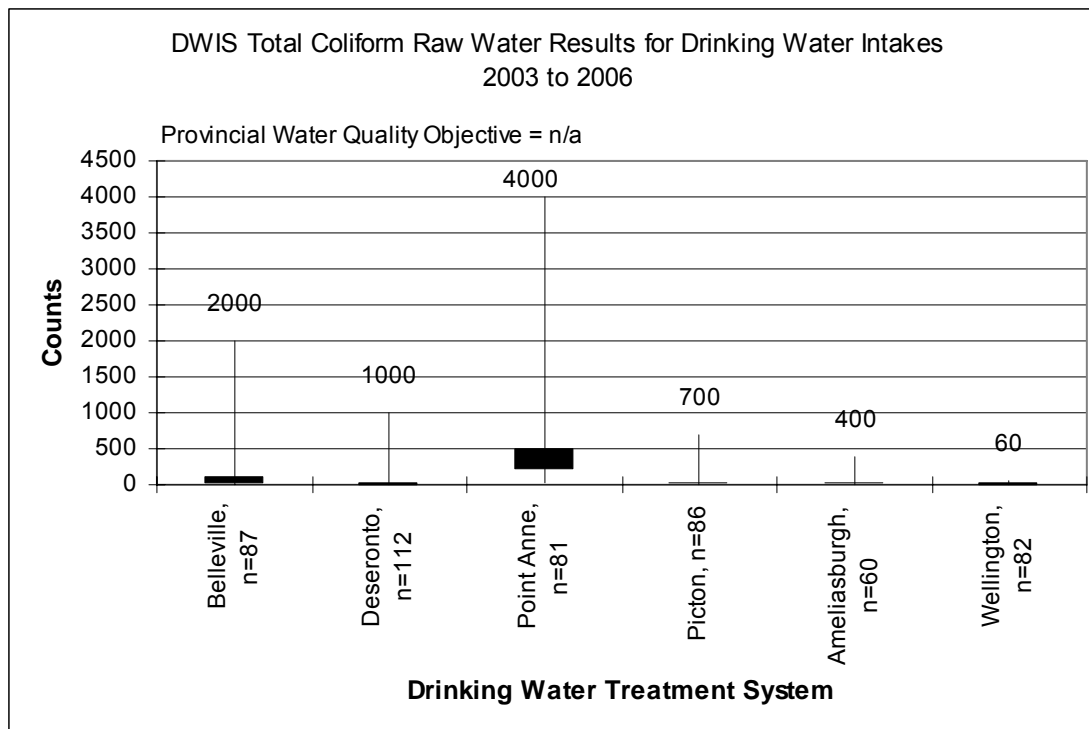 DWIS Total Coliform Raw Water Results for Drinking Water Intakes
2003 to 2006
Provincial Water Quality Objective = n/a
Counts
4500
4000
3500
3000
2500
2000
1500
1000
500
0
2000
1000
4000
700
400
60
Belleville,
n=87
Deseronto,
n=112
Point Anne,
n=81
Picton, n=86
Ameliasburgh,
n=60
Wellington,
n=82
Drinking Water Treatment System